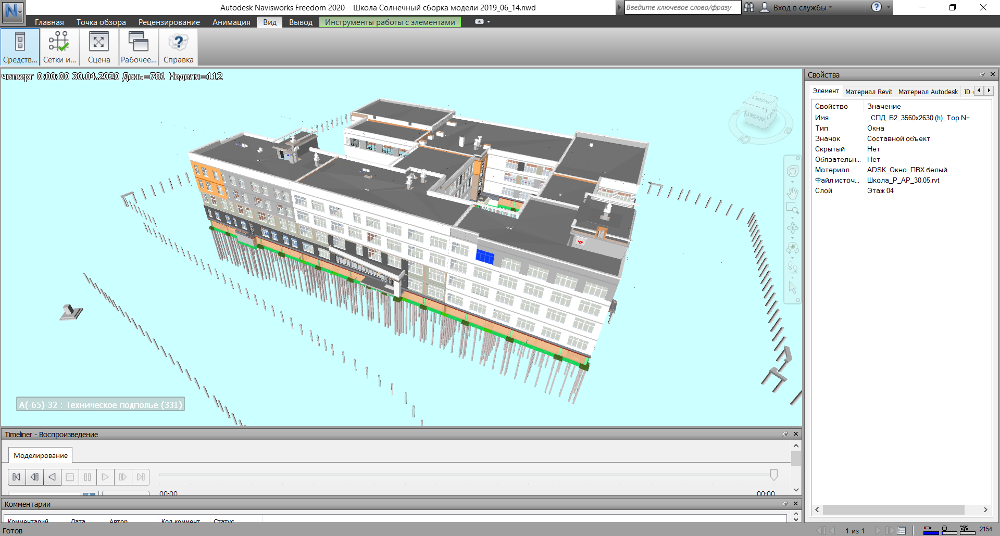 Autodesk Navisworks Freedom 2020 Школа Солнечный сборка модели 2019_06_14.nwd
Введите ключевое слово/фразу
Вход в службы
Главная Точка обзора Рецензирование Анимация Вид Вывод Инструменты работы с элементами
Средств... Сетки и... Сцена Рабочее... Справка
четверг 0:00:00 30.04.2020 День=781 Неделя=112
Сверху
Спереди
A(-65)-32 : Техническое подполье (331)
Свойства
Элемент Материал Revit Материал Autodesk ID
Свойство Значение
Имя _СПД_Б2_3560x2630 (h)_Top N+
Тип Окна
Значок Составной объект
Скрытый Нет
Обязательн... Нет
Материал ADSK_Окна_ПВХ белый
Файл источ... Школа_Р_АР_30.05.rvt
Слой Этаж 04
Timeliner - Воспроизведение
Моделирование
00:00 00:00
Комментарии
Комментарий Дата Автор Код коммент Статус
Готов
1 из 1
2154